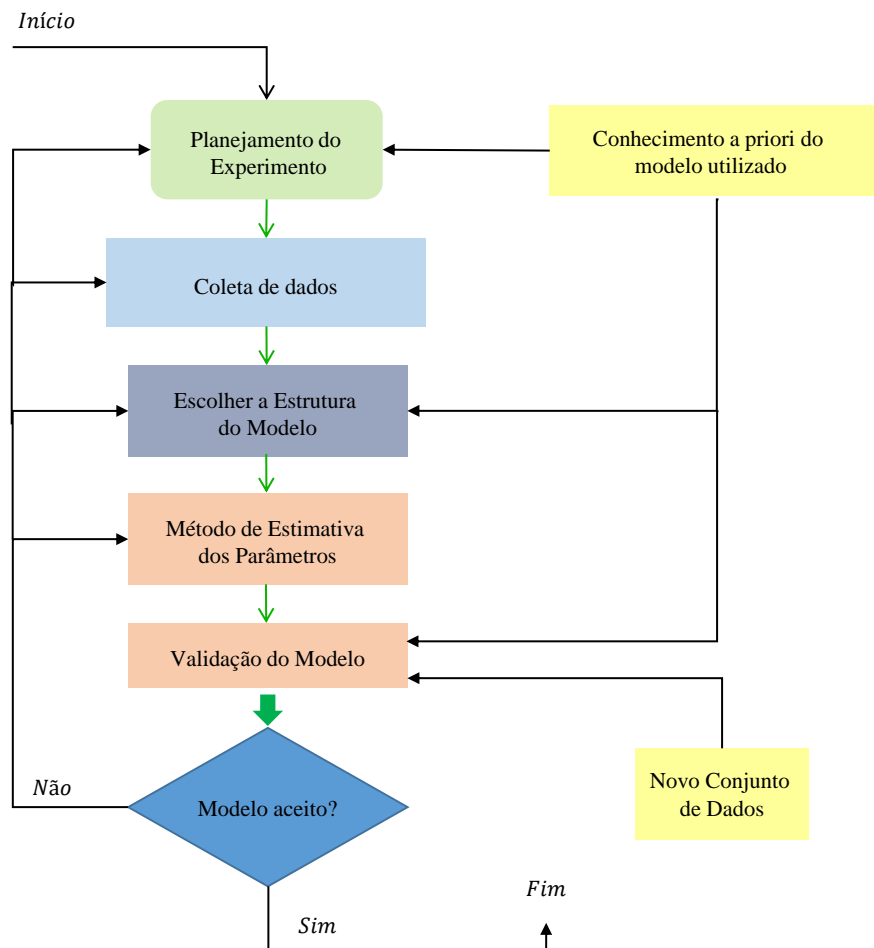 Início
Planejamento do
Experimento
Conhecimento a priori do
modelo utilizado
Coleta de dados
Escolher a Estrutura
do Modelo
Método de Estimativa
dos Parâmetros
Validação do Modelo
Não
Modelo aceito?
Novo Conjunto
de Dados
Sim
Fim